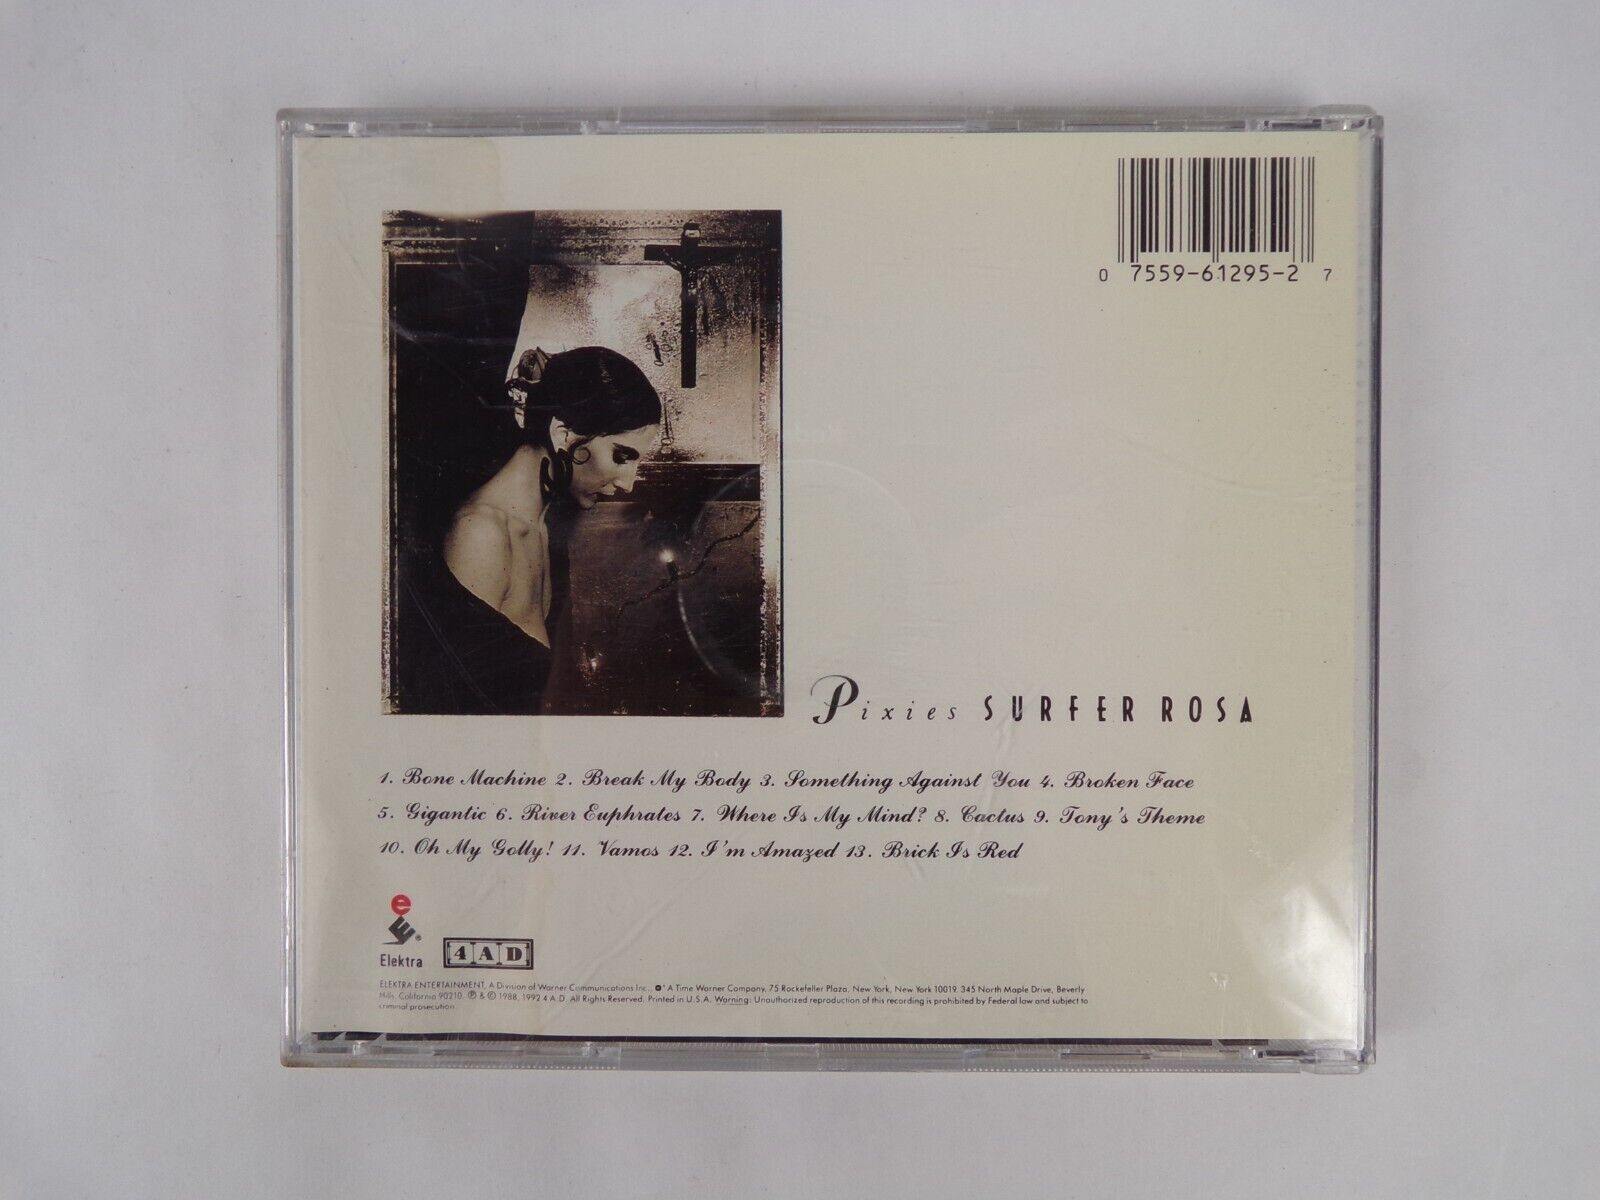 0 7559-61295-2 7
Pixies SURFER ROSA
1. Bone Machine 2. Break My Body 3. Something Against You 4. Broken Face
5. Gigantic 6. River Euphrates 7. Where Is My Mind? 8. Cactus 9. Tony's Theme
10. Oh My Golly! 11. Vamos 12. I'm Amazed 13. Brick Is Red
e
Elektra
4AD
ELEKTRA ENTERTAINMENT, A Division of Warner Communications Inc., A Time Warner Company, 75 Rockefeller Plaza, New York, New York 10019. 345 North Maple Drive, Beverly
Hills, California 90210. ℗ & © 1988, 1992 4 A.D. All Rights Reserved. Printed in U.S.A. Warning: Unauthorized reproduction of this recording is prohibited by Federal law and subject to
criminal prosecution.